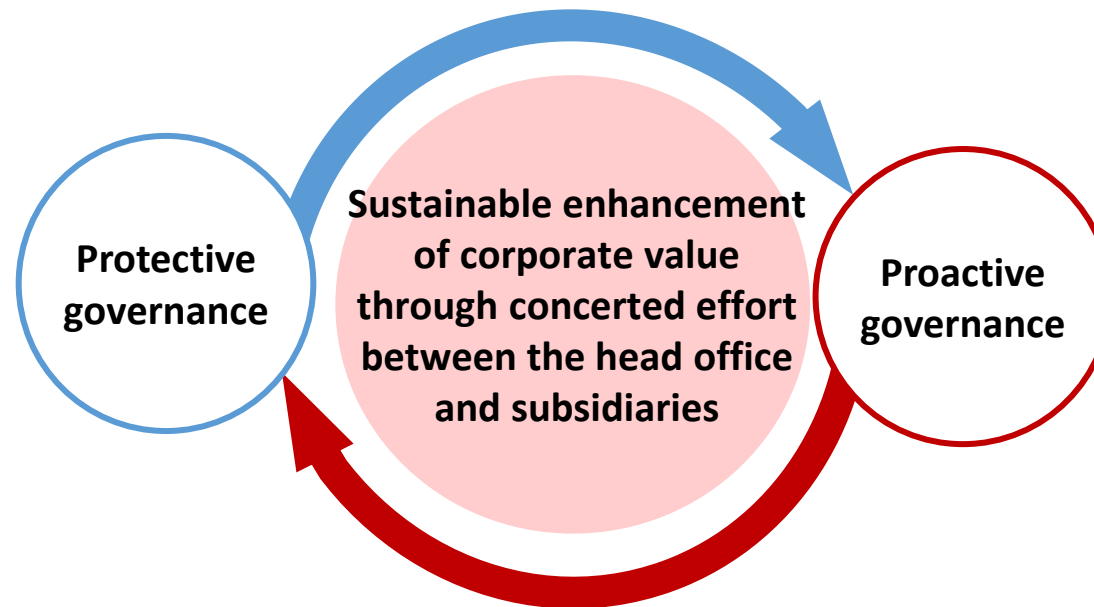 Protective
governance
Sustainable enhancement
of corporate value
through concerted effort
between the head office
and subsidiaries
Proactive
governance